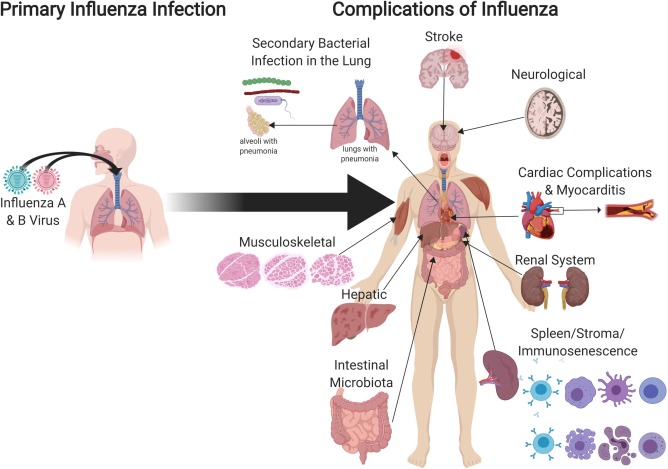 Primary Influenza Infection
Complications of Influenza
Stroke
Secondary Bacterial
Infection in the Lung
Neurological
alveoli with
pneumonia
lungs with
pneumonia
Influenza A
& B Virus
Cardiac Complications
& Myocarditis
Musculoskeletal
Renal System
Hepatic
Spleen/Stroma/
Immunosenescence
Intestinal
Microbiota